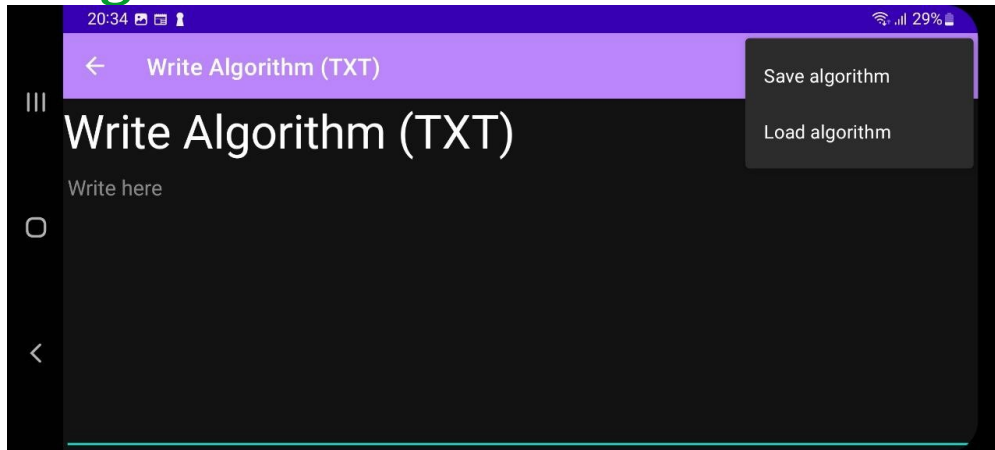 20:34 29%
Write Algorithm (TXT)
Save algorithm
Write Algorithm (TXT)
Load algorithm
Write here